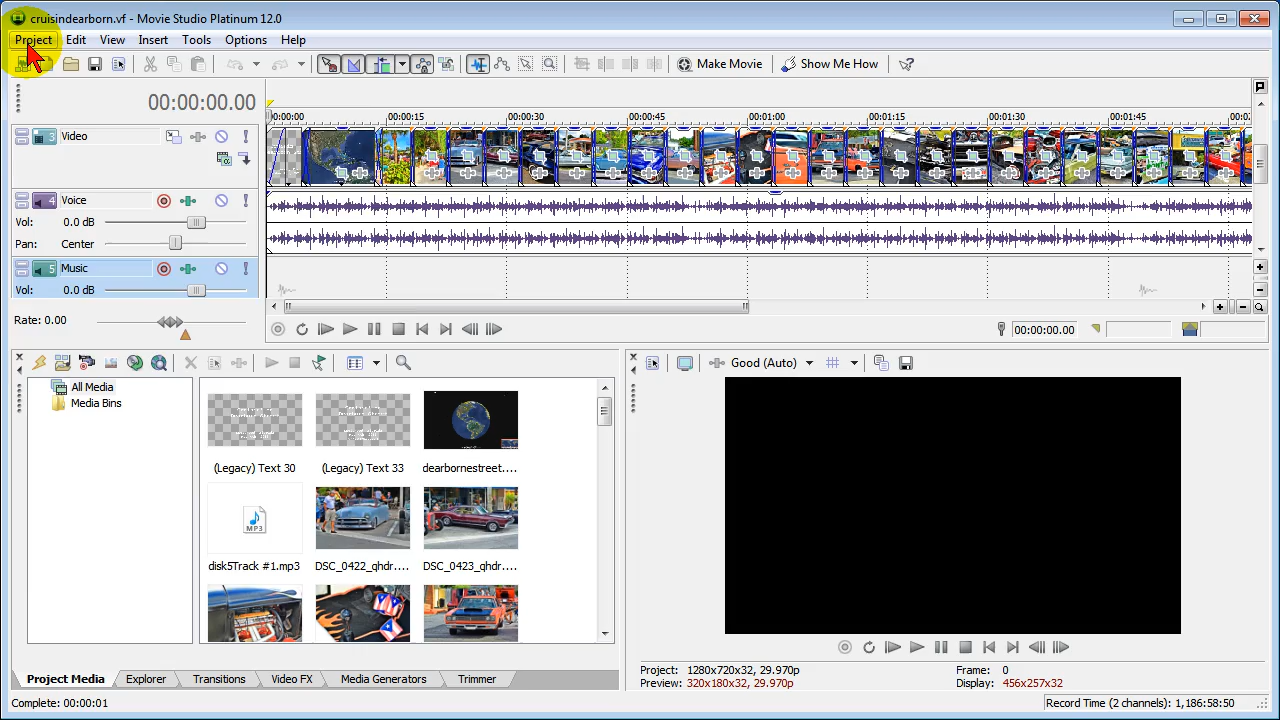 cruisindearborn.vf - Movie Studio Platinum 12.0
Project Edit View Insert Tools Options Help
Make Movie Show Me How
00:00:00.00
00:00:15 00:00:30 00:00:45 00:01:00 00:01:15 00:01:30 00:01:45
3 Video
4 Voice
Vol: 0.0 dB
Pan: Center
5 Music
Vol: 0.0 dB
Rate: 0.00
00:00:00.00
All Media
Media Bins
(Legacy) Text 30 (Legacy) Text 33 dearbornestreet....
MP3
disk5Track #1.mp3 DSC_0422_qhdr.... DSC_0423_qhdr....
Good (Auto)
Project: 1280x720x32, 29.970p Frame: 0
Preview: 320x180x32, 29.970p Display: 456x257x32
Project Media Explorer Transitions Video FX Media Generators Trimmer
Complete: 00:00:01 Record Time (2 channels): 1,186:58:50